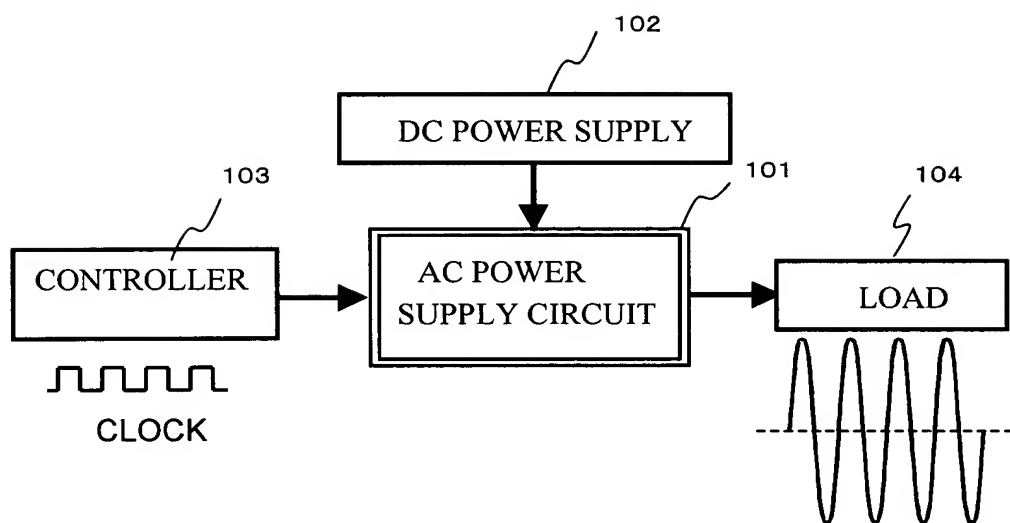 102
DC POWER SUPPLY
103
101
104
CONTROLLER
AC POWER
SUPPLY CIRCUIT
LOAD
CLOCK